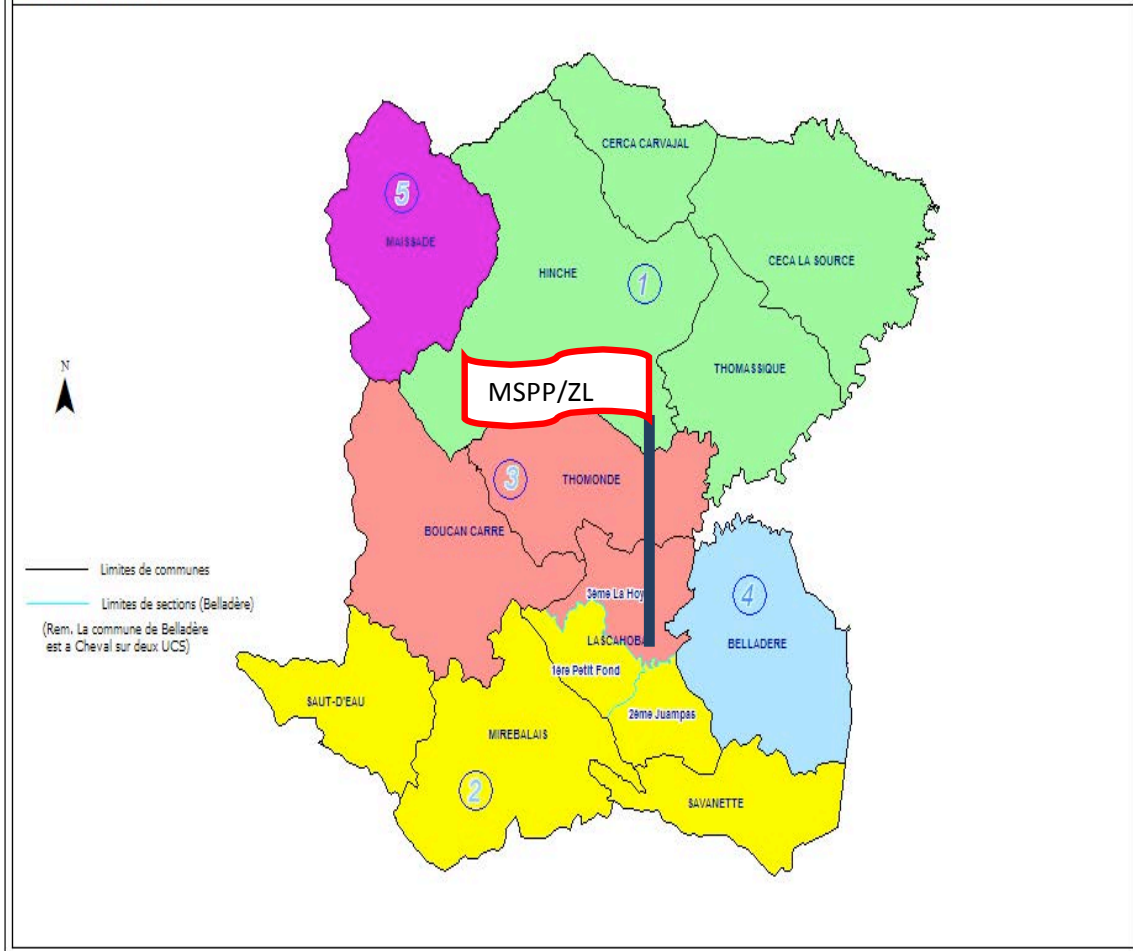 CERCA CARVAJAL
5
MAISSADE
HINCHE
1
CECA LA SOURCE
N
THOMASSIQUE
MSPP/ZL
3
THOMONDE
BOUCAN CARRE
Limites de communes
Limites de sections (Belladère)
(Rem. La commune de Belladère
est a Cheval sur deux UCS)
3ème La Hoy
4
LASCAHOBA
BELLADERE
1ère Petit Fond
SAUT-D'EAU
2ème Juampas
MIREBALAIS
2
SAVANETTE